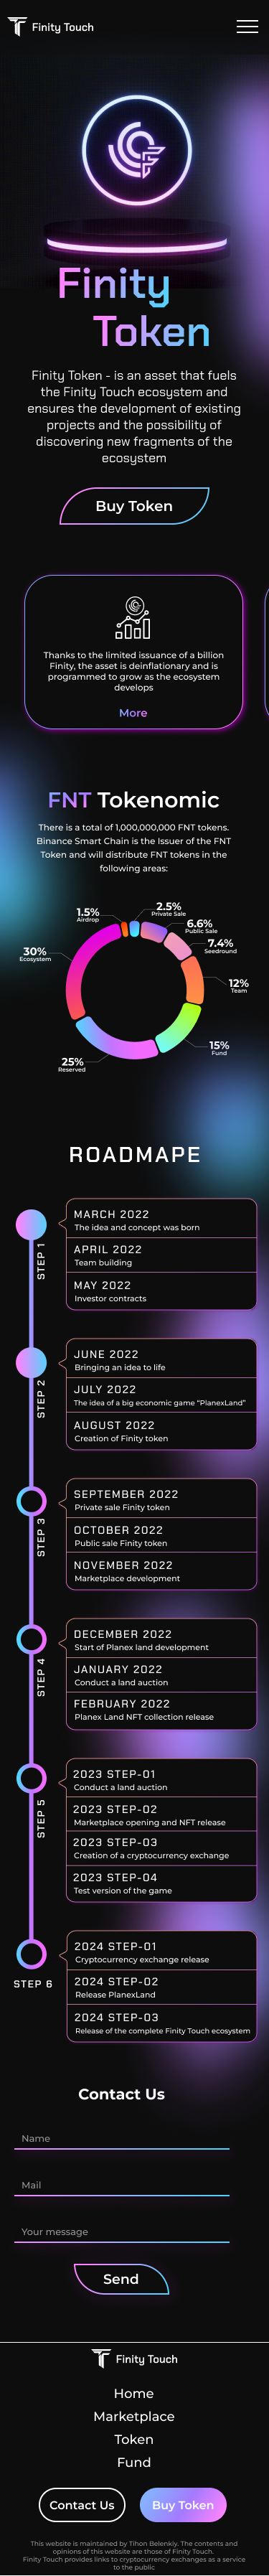 Finity Touch
Finity
Token
Finity Token - is an asset that fuels
the Finity Touch ecosystem and
ensures the development of existing
projects and the possibility of
discovering new fragments of the
ecosystem
Buy Token
Thanks to the limited issuance of a billion
Finity, the asset is deinflationary and is
programmed to grow as the ecosystem
develops
More
FNT Tokenomic
There is a total of 1,000,000,000 FNT tokens.
Binance Smart Chain is the Issuer of the FNT
Token and will distribute FNT tokens in the
following areas:
2.5%
Private Sale
1.5%
Airdrop
6.6%
Public Sale
7.4%
Seedround
30%
Ecosystem
12%
Team
15%
Fund
25%
Reserved
ROADMAPE
STEP 1
MARCH 2022
The idea and concept was born
APRIL 2022
Team building
MAY 2022
Investor contracts
STEP 2
JUNE 2022
Bringing an idea to life
JULY 2022
The idea of a big economic game "PlanexLand"
AUGUST 2022
Creation of Finity token
STEP 3
SEPTEMBER 2022
Private sale Finity token
OCTOBER 2022
Public sale Finity token
NOVEMBER 2022
Marketplace development
STEP 4
DECEMBER 2022
Start of Planex land development
JANUARY 2022
Conduct a land auction
FEBRUARY 2022
Planex Land NFT collection release
STEP 5
2023 STEP-01
Conduct a land auction
2023 STEP-02
Marketplace opening and NFT release
2023 STEP-03
Creation of a cryptocurrency exchange
2023 STEP-04
Test version of the game
STEP 6
2024 STEP-01
Cryptocurrency exchange release
2024 STEP-02
Release PlanexLand
2024 STEP-03
Release of the complete Finity Touch ecosystem
Contact Us
Name
Mail
Your message
Send
Finity Touch
Home
Marketplace
Token
Fund
Contact Us
Buy Token
This website is maintained by Tihon Belenkiy. The contents and
opinions of this website are those of Finity Touch.
Finity Touch provides links to cryptocurrency exchanges as a service
to the public